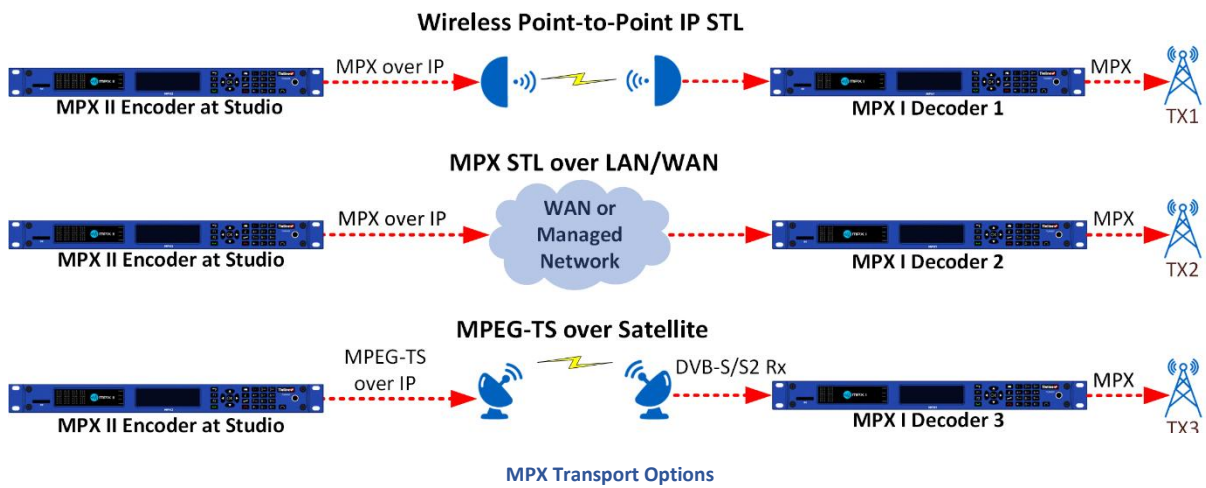 Wireless Point-to-Point IP STL
MPX over IP
MPX
MPX II Encoder at Studio
MPX I Decoder 1
TX1
MPX STL over LAN/WAN
MPX over IP
WAN or
Managed
Network
MPX
MPX II Encoder at Studio
MPX I Decoder 2
TX2
MPEG-TS over Satellite
MPEG-TS
over IP
DVB-S/S2 Rx
MPX
MPX II Encoder at Studio
MPX I Decoder 3
TX3
MPX Transport Options